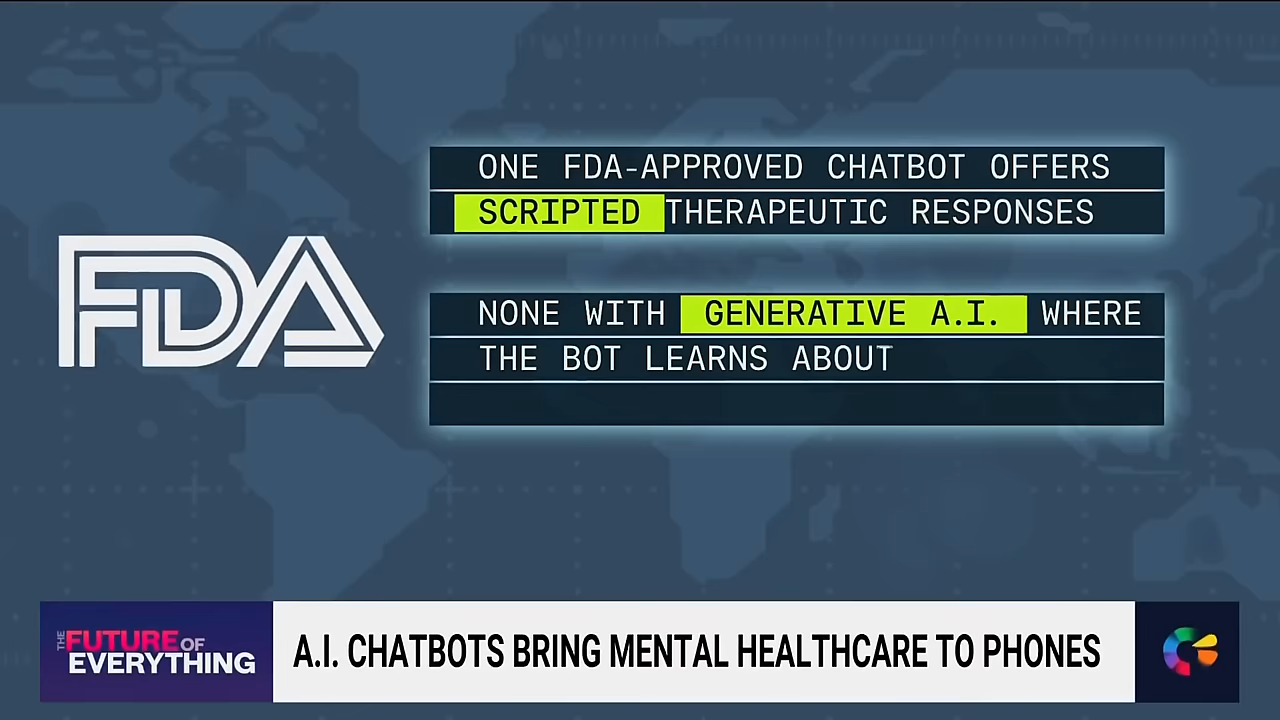 FDA
ONE FDA-APPROVED CHATBOT OFFERS
SCRIPTED THERAPEUTIC RESPONSES
NONE WITH GENERATIVE A.I. WHERE
THE BOT LEARNS ABOUT
THE FUTURE OF
EVERYTHING
A.I. CHATBOTS BRING MENTAL HEALTHCARE TO PHONES